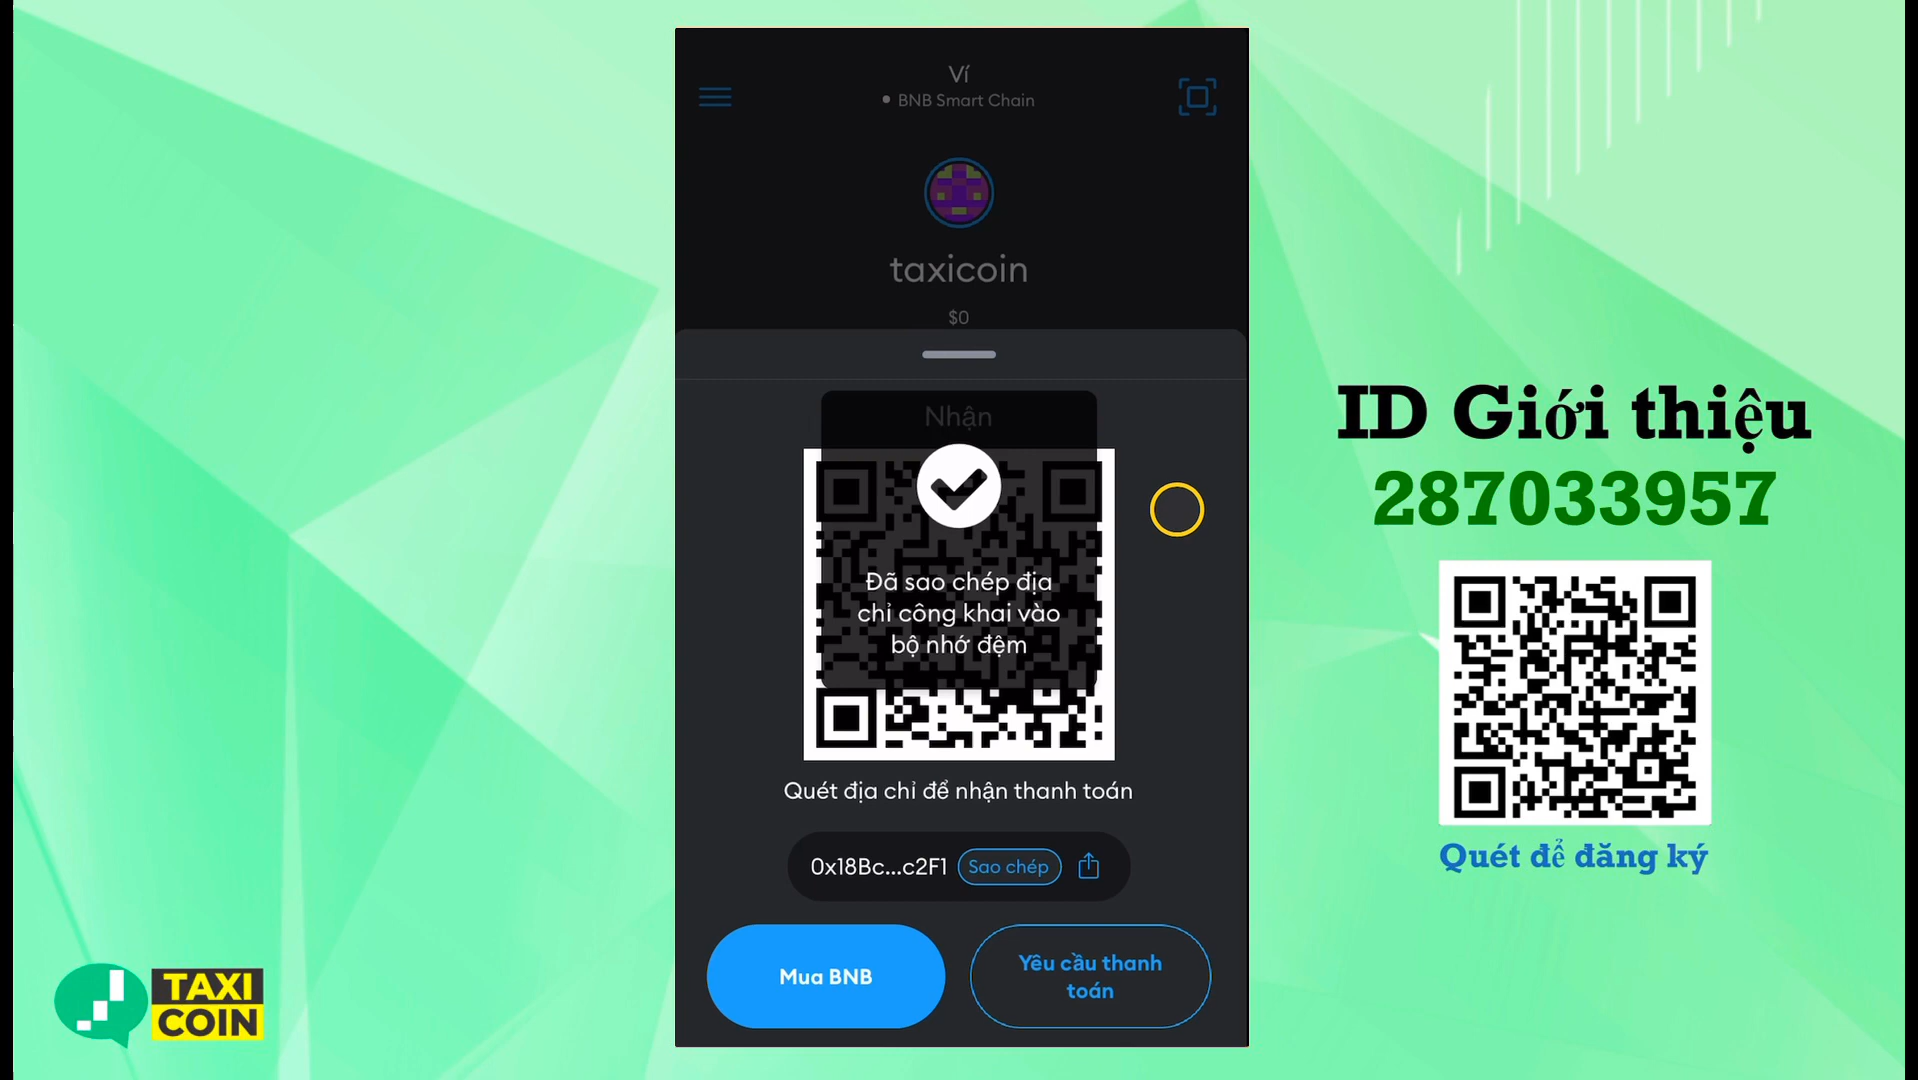 Ví
BNB Smart Chain
taxicoin
$0
Nhận
Đã sao chép địa
chỉ công khai vào
bộ nhớ đệm
Quét địa chỉ để nhận thanh toán
0x18Bc...c2F1 Sao chép
Mua BNB
Yêu cầu thanh
toán
ID Giới thiệu
287033957
Quét để đăng ký
TAXI
COIN